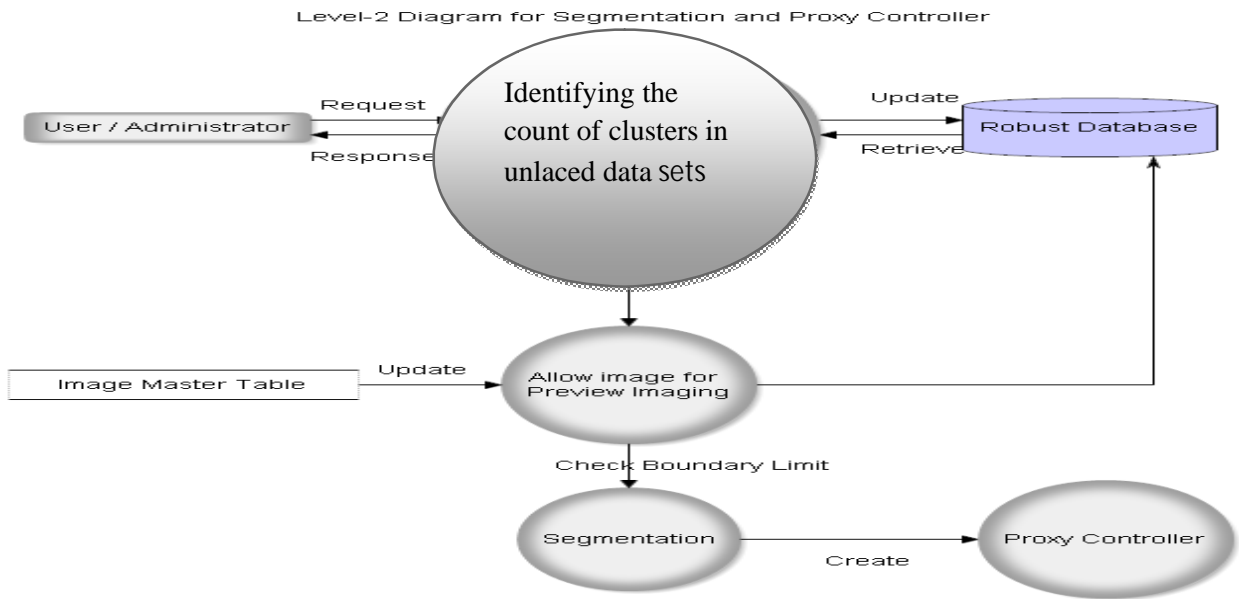 Level-2 Diagram for Segmentation and Proxy Controller
Identifying the
count of clusters in
unlaced data sets
Request
Update
User / Administrator
Robust Database
Response
Retrieve
Update
Image Master Table
Allow image for
Preview Imaging
Check Boundary Limit
Segmentation
Proxy Controller
Create